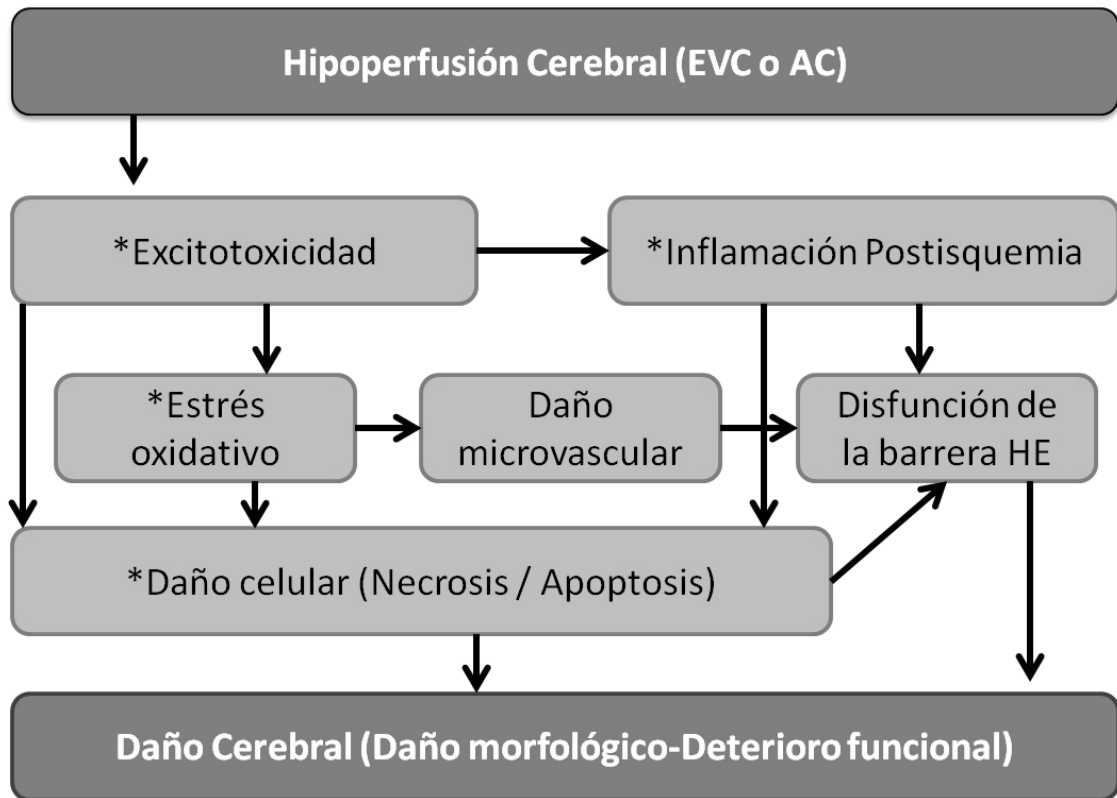 Hipoperfusión Cerebral (EVC o AC)
*Excitotoxicidad
*Inflamación Postisquemia
*Estrés
oxidativo
Daño
microvascular
Disfunción de
la barrera HE
*Daño celular (Necrosis / Apoptosis)
Daño Cerebral (Daño morfológico-Deterioro funcional)